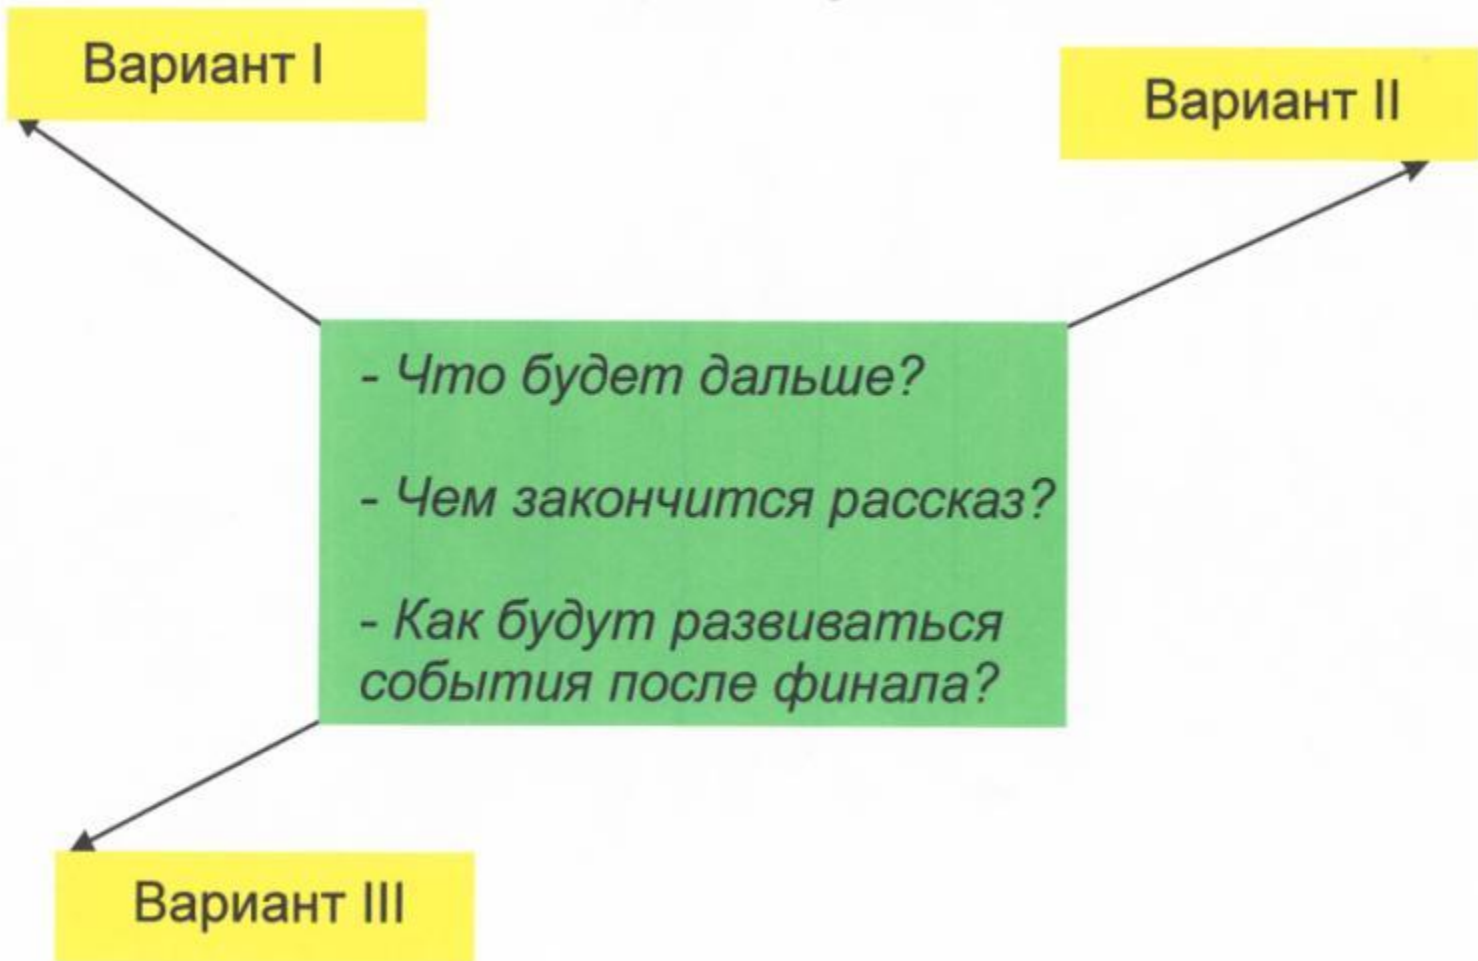 Вариант I
Вариант II
- Что будет дальше?
- Чем закончится рассказ?
- Как будут развиваться
события после финала?
Вариант III